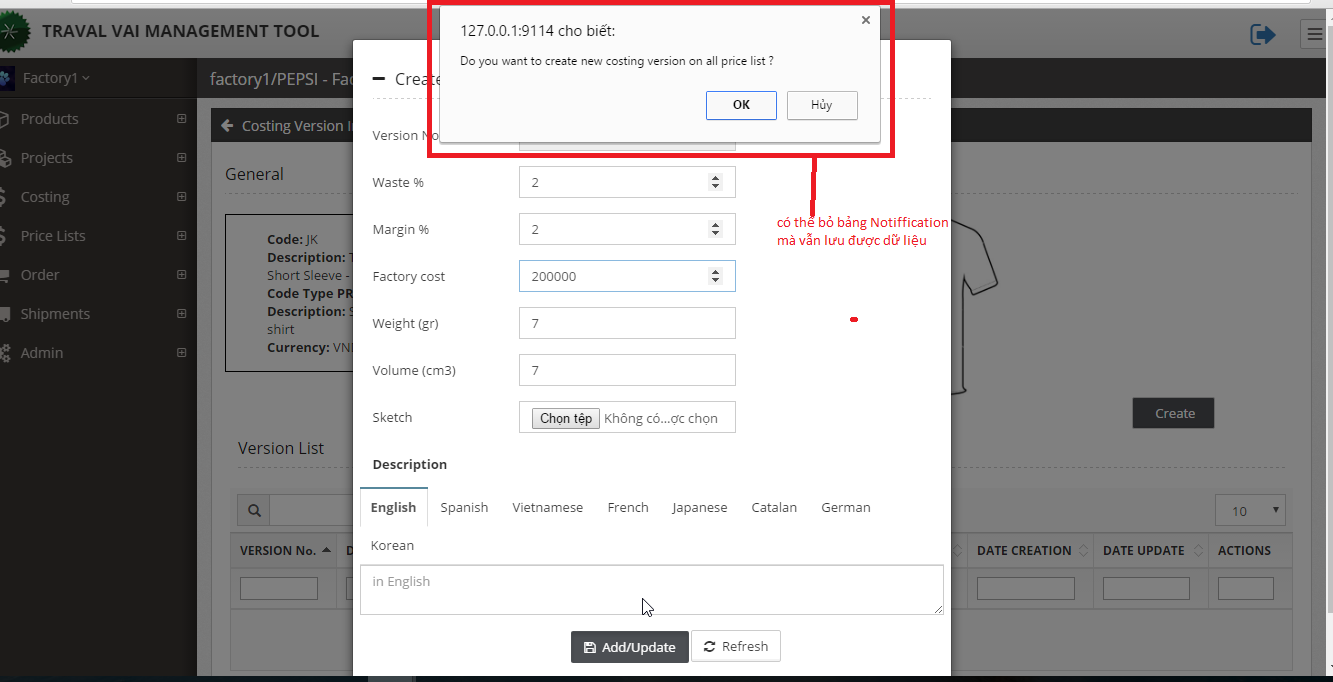 TRAVAL VAI MANAGEMENT TOOL
127.0.0.1:9114 cho biết:
Do you want to create new costing version on all price list ?
OK
Hủy
có thể bỏ bảng Notiffication
mà vẫn lưu được dữ liệu
Factory1
Products
Projects
Costing
Price Lists
Order
Shipments
Admin
factory1/PEPSI - Fac
Costing Version
General
Code: JK
Description:
Short Sleeve -
Code Type PR
Description:
shirt
Currency: VN
Create
Version List
10
VERSION No.
DATE CREATION
DATE UPDATE
ACTIONS
Create
Version No
Waste %
2
Margin %
2
Factory cost
200000
Weight (gr)
7
Volume (cm3)
7
Sketch
Chọn tệp
Không có...ợc chọn
Description
English
Spanish
Vietnamese
French
Japanese
Catalan
German
Korean
in English
Add/Update
Refresh